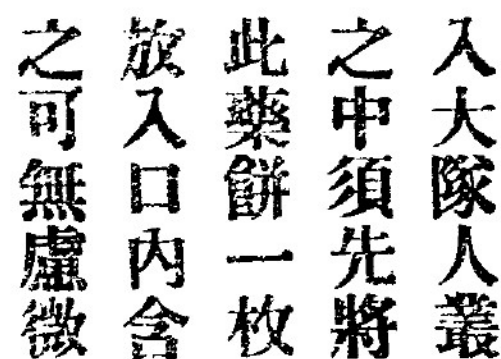 入大隊人叢
之中須先將
此藥餅一枚
放入口內含
之可無虛微